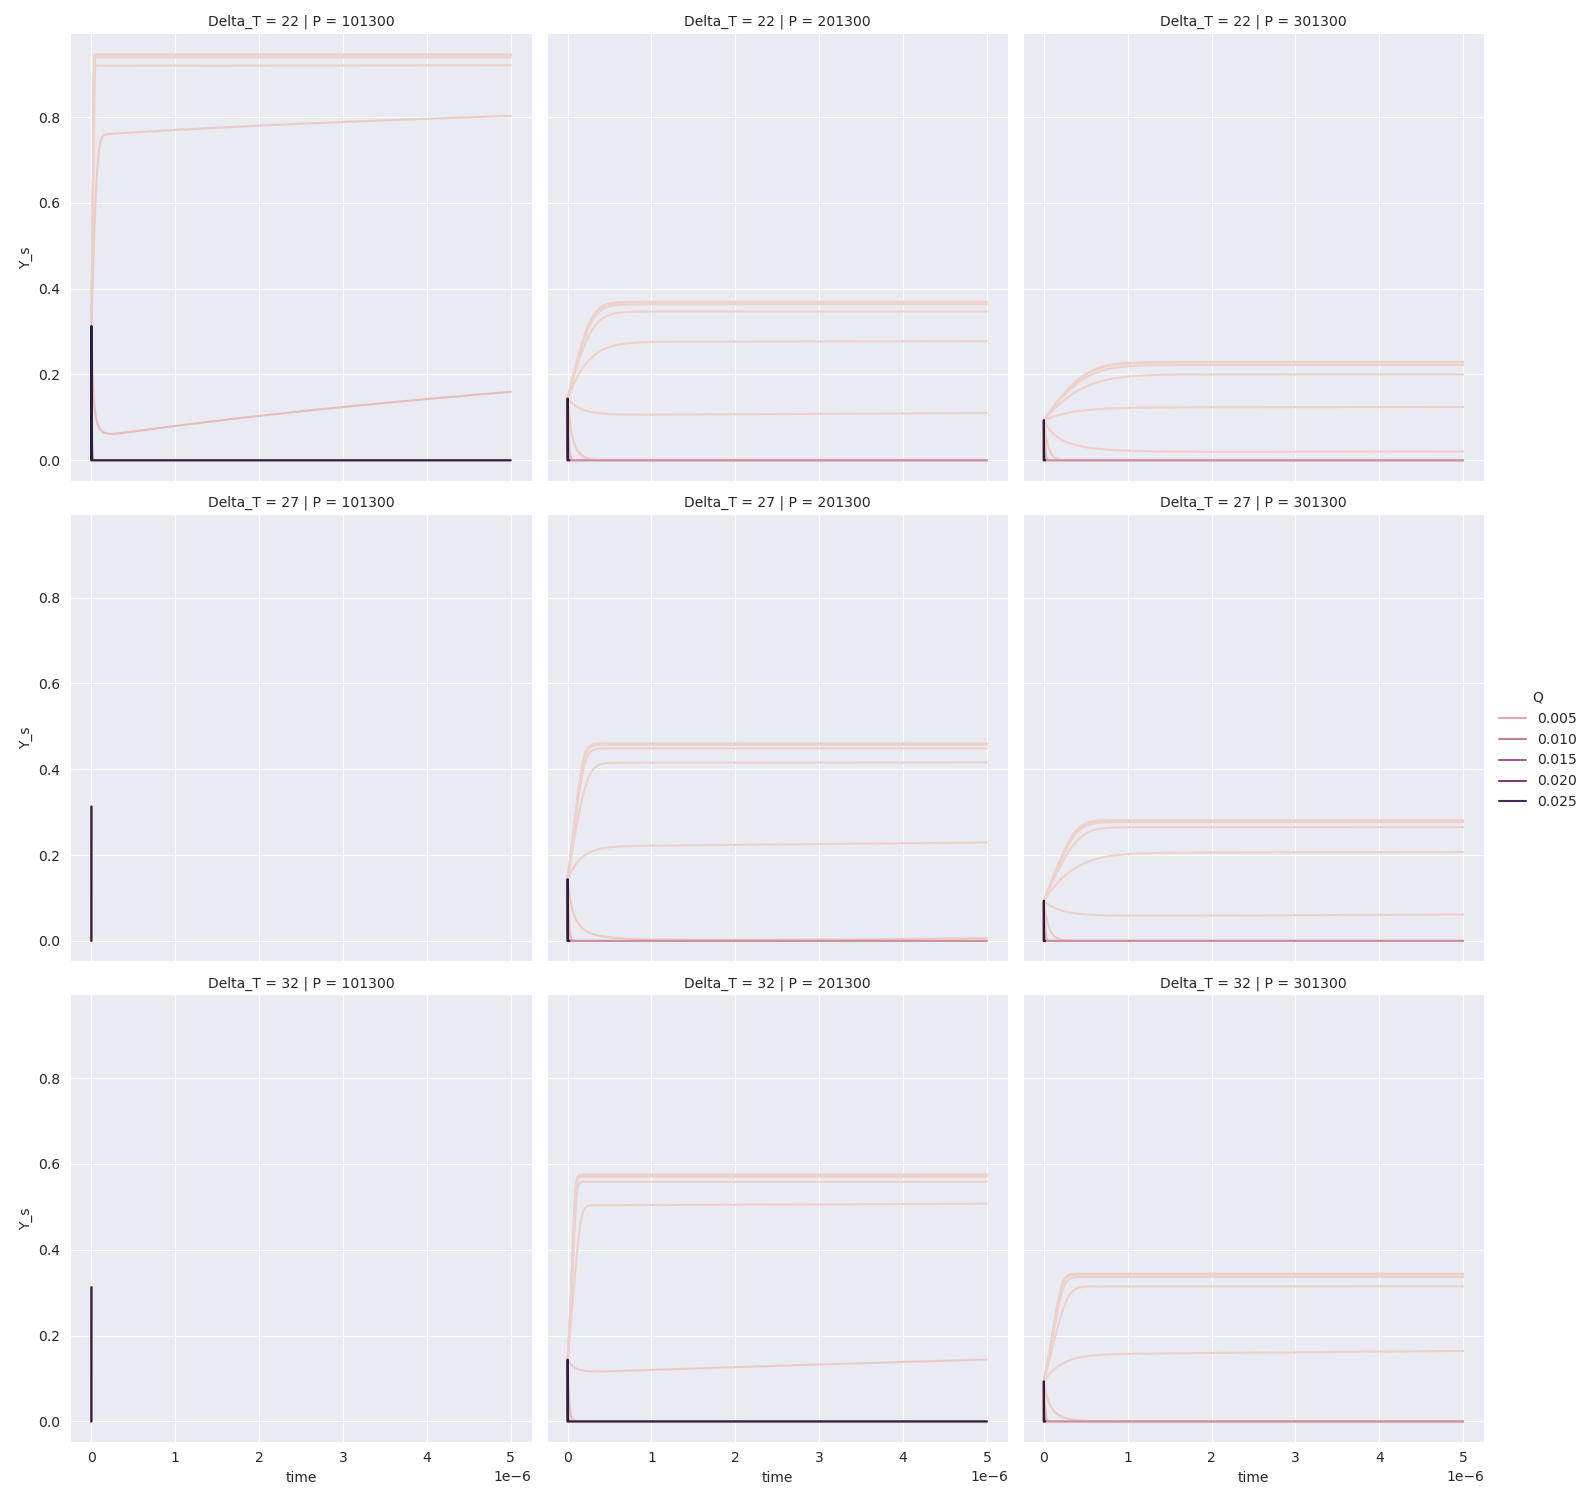 Delta_T = 22 | P = 101300
Delta_T = 22 | P = 201300
Delta_T = 22 | P = 301300
Y_s
0.8
0.6
0.4
0.2
0.0
0
1
2
3
4
5
0
1
2
3
4
5
0
1
2
3
4
5
Delta_T = 27 | P = 101300
Delta_T = 27 | P = 201300
Delta_T = 27 | P = 301300
Y_s
0.8
0.6
0.4
0.2
0.0
Q
0.005
0.010
0.015
0.020
0.025
Delta_T = 32 | P = 101300
Delta_T = 32 | P = 201300
Delta_T = 32 | P = 301300
Y_s
0.8
0.6
0.4
0.2
0.0
time
1e−6
time
1e−6
time
1e−6